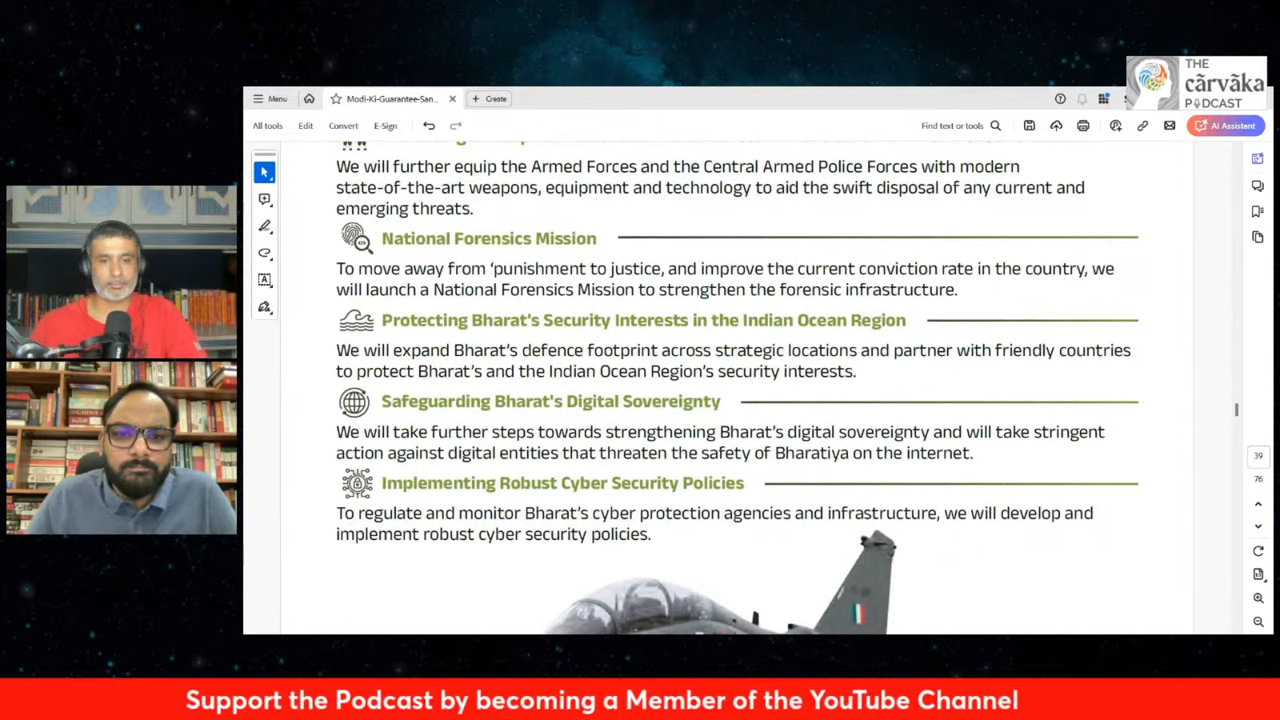 THE
cārvāka
PODCAST
Menu
Modi-Ki-Guarantee-San...
Create
All tools
Edit
Convert
E-Sign
Find text or tools
AI Assistant
We will further equip the Armed Forces and the Central Armed Police Forces with modern
state-of-the-art weapons, equipment and technology to aid the swift disposal of any current and
emerging threats.
National Forensics Mission
To move away from ‘punishment to justice, and improve the current conviction rate in the country, we
will launch a National Forensics Mission to strengthen the forensic infrastructure.
Protecting Bharat's Security Interests in the Indian Ocean Region
We will expand Bharat’s defence footprint across strategic locations and partner with friendly countries
to protect Bharat’s and the Indian Ocean Region’s security interests.
Safeguarding Bharat's Digital Sovereignty
We will take further steps towards strengthening Bharat’s digital sovereignty and will take stringent
action against digital entities that threaten the safety of Bharatiya on the internet.
Implementing Robust Cyber Security Policies
To regulate and monitor Bharat’s cyber protection agencies and infrastructure, we will develop and
implement robust cyber security policies.
39
76
Support the Podcast by becoming a Member of the YouTube Channel